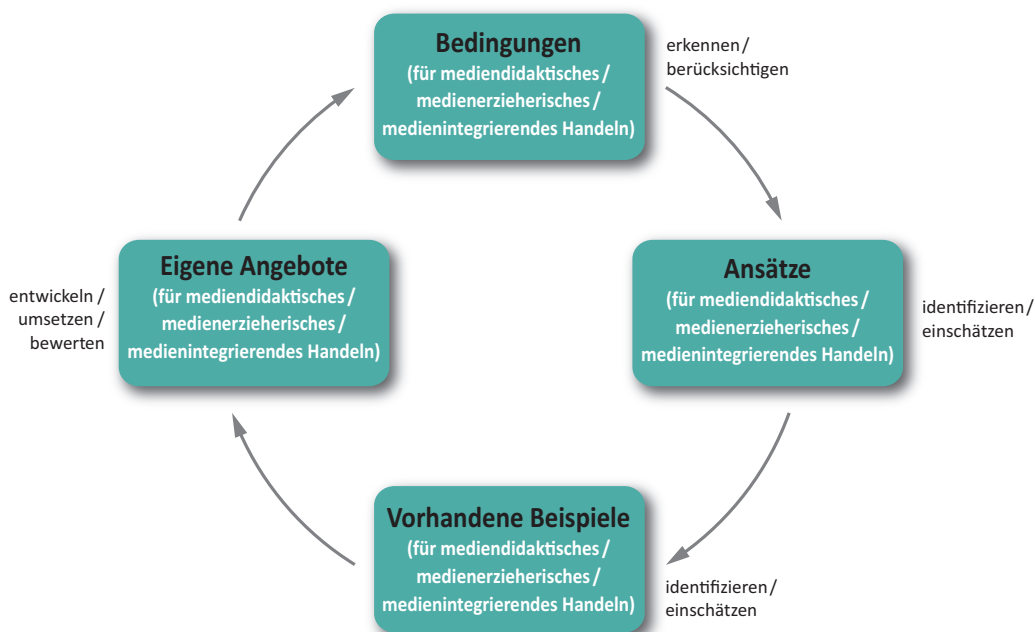 Bedingungen
(für mediendidaktisches /
medienerzieherisches /
medienintegrierendes Handeln)
erkennen /
berücksichtigen
Ansätze
(für mediendidaktisches /
medienerzieherisches /
medienintegrierendes Handeln)
identifizieren /
einschätzen
Vorhandene Beispiele
(für mediendidaktisches /
medienerzieherisches /
medienintegrierendes Handeln)
identifizieren /
einschätzen
Eigene Angebote
(für mediendidaktisches /
medienerzieherisches /
medienintegrierendes Handeln)
entwickeln /
umsetzen /
bewerten